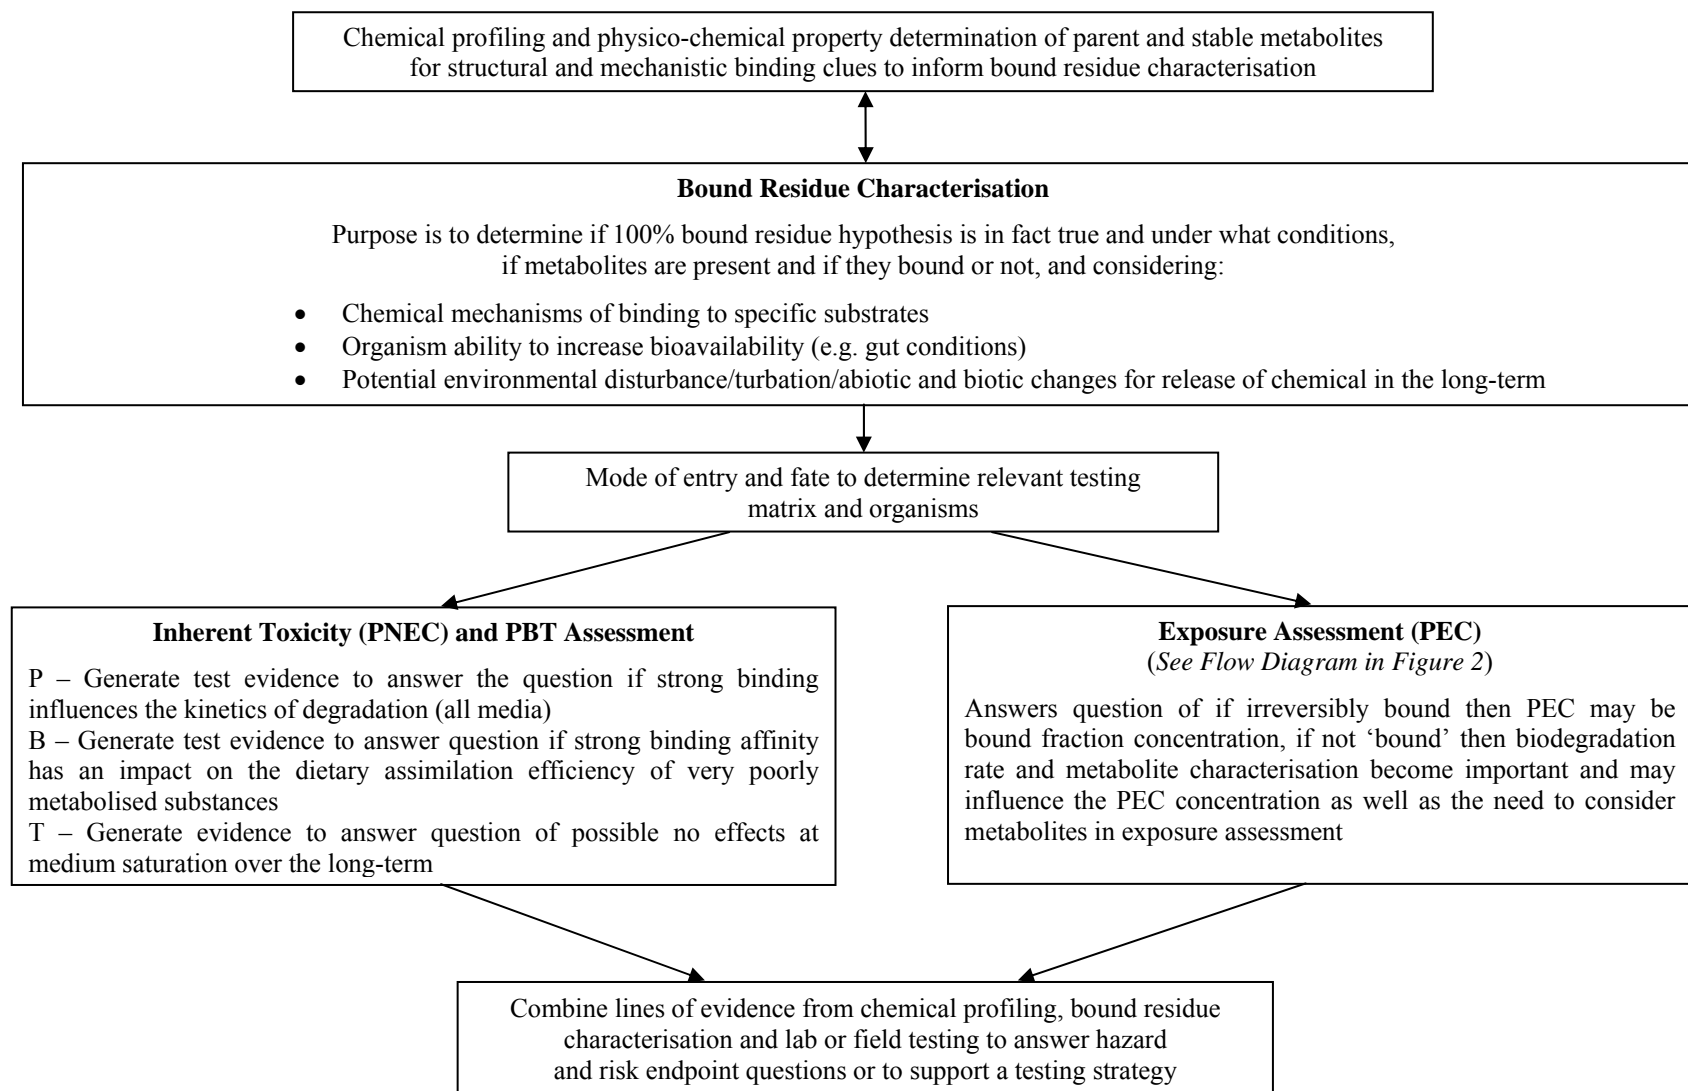 Chemical profiling and physico-chemical property determination of parent and stable metabolites
for structural and mechanistic binding clues to inform bound residue characterisation
Bound Residue Characterisation
Purpose is to determine if 100% bound residue hypothesis is in fact true and under what conditions,
if metabolites are present and if they bound or not, and considering:
• Chemical mechanisms of binding to specific substrates
• Organism ability to increase bioavailability (e.g. gut conditions)
• Potential environmental disturbance/turbation/abiotic and biotic changes for release of chemical in the long-term
Mode of entry and fate to determine relevant testing
matrix and organisms
Inherent Toxicity (PNEC) and PBT Assessment
P – Generate test evidence to answer the question if strong binding
influences the kinetics of degradation (all media)
B – Generate test evidence to answer question if strong binding affinity
has an impact on the dietary assimilation efficiency of very poorly
metabolised substances
T – Generate evidence to answer question of possible no effects at
medium saturation over the long-term
Exposure Assessment (PEC)
(See Flow Diagram in Figure 2)
Answers question of if irreversibly bound then PEC may be
bound fraction concentration, if not ‘bound’ then biodegradation
rate and metabolite characterisation become important and may
influence the PEC concentration as well as the need to consider
metabolites in exposure assessment
Combine lines of evidence from chemical profiling, bound residue
characterisation and lab or field testing to answer hazard
and risk endpoint questions or to support a testing strategy